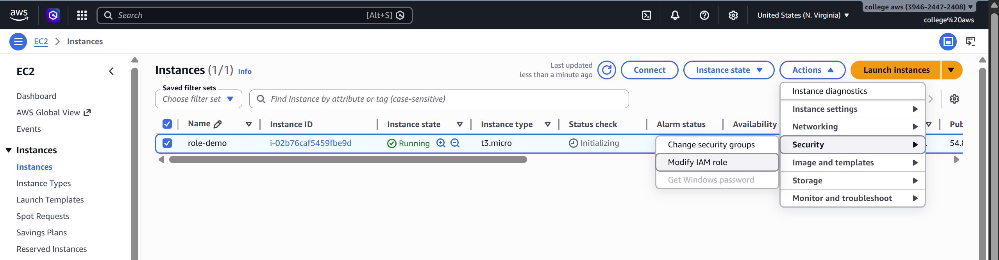 aws
Search
[Alt+S]
United States (N. Virginia)
college aws (3946-2447-2408)
college%20aws
EC2
Instances
EC2
Dashboard
AWS Global View
Events
Instances
Instances
Instance Types
Launch Templates
Spot Requests
Savings Plans
Reserved Instances
Instances (1/1) Info
Last updated
less than a minute ago
Connect
Instance state
Actions
Launch instances
Saved filter sets
Choose filter set
Find Instance by attribute or tag (case-sensitive)
Name
Instance ID
Instance state
Instance type
Status check
Alarm status
Availability
role-demo
i-02b76caf5459fbe9d
Running
t3.micro
Initializing
Instance diagnostics
Instance settings
Networking
Security
Image and templates
Storage
Monitor and troubleshoot
Change security groups
Modify IAM role
Get Windows password